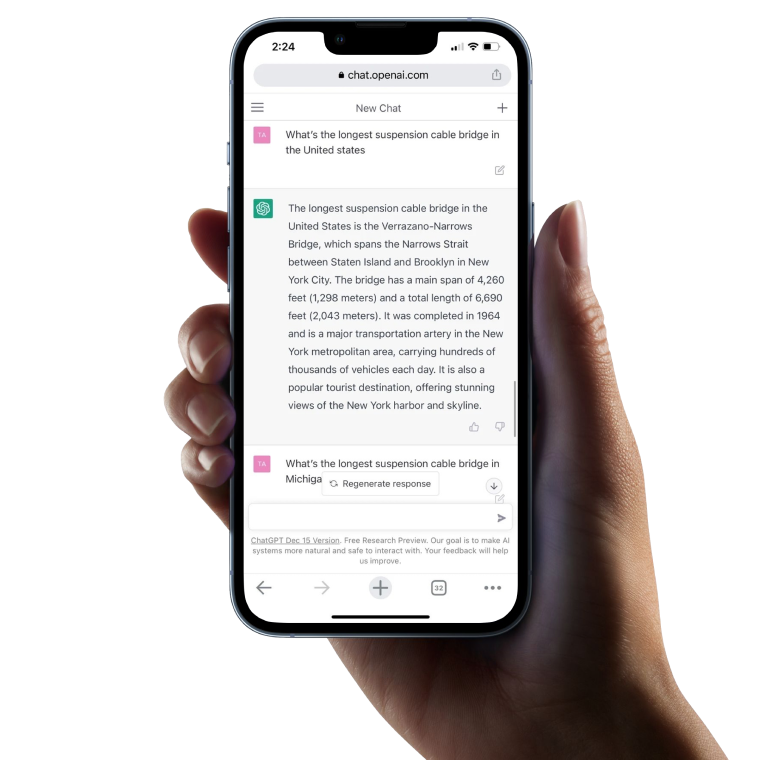 2:24
chat.openai.com
New Chat
TA
What's the longest suspension cable bridge in
the United states
The longest suspension cable bridge in the
United States is the Verrazano-Narrows
Bridge, which spans the Narrows Strait
between Staten Island and Brooklyn in New
York City. The bridge has a main span of 4,260
feet (1,298 meters) and a total length of 6,690
feet (2,043 meters). It was completed in 1964
and is a major transportation artery in the New
York metropolitan area, carrying hundreds of
thousands of vehicles each day. It is also a
popular tourist destination, offering stunning
views of the New York harbor and skyline.
TA
What's the longest suspension cable bridge in
Michiga
Regenerate response
ChatGPT Dec 15 Version. Free Research Preview. Our goal is to make AI
systems more natural and safe to interact with. Your feedback will help
us improve.
32